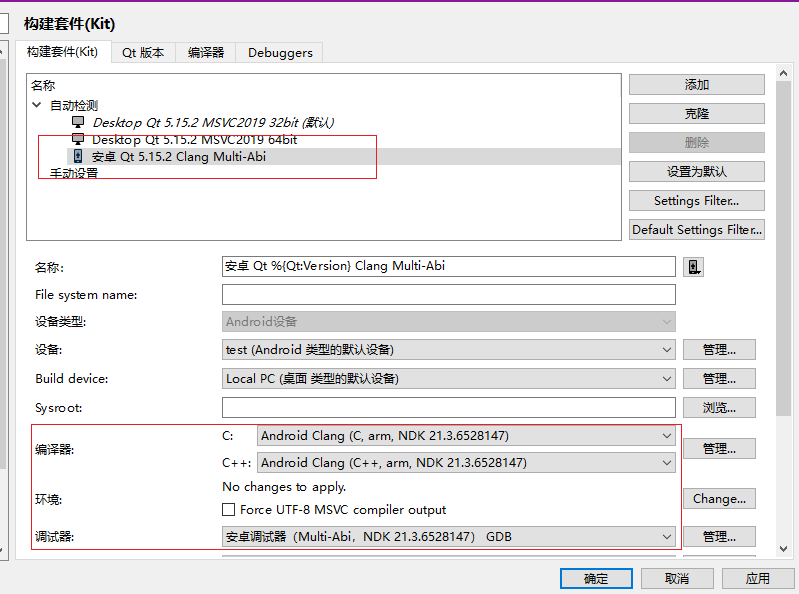 构建套件(Kit)
构建套件(Kit) Qt 版本 编译器 Debuggers
名称
自动检测
Desktop Qt 5.15.2 MSVC2019 32bit (默认)
Desktop Qt 5.15.2 MSVC2019 64bit
安卓 Qt 5.15.2 Clang Multi-Abi
手动设置
添加
克隆
删除
设置为默认
Settings Filter...
Default Settings Filter...
名称: 安卓 Qt %{Qt:Version} Clang Multi-Abi
File system name:
设备类型: Android设备
设备: test (Android 类型的默认设备) 管理...
Build device: Local PC (桌面 类型的默认设备) 管理...
Sysroot: 浏览...
编译器: C: Android Clang (C, arm, NDK 21.3.6528147) 管理...
C++: Android Clang (C++, arm, NDK 21.3.6528147)
环境: No changes to apply. Change...
Force UTF-8 MSVC compiler output
调试器: 安卓调试器（Multi-Abi，NDK 21.3.6528147） GDB 管理...
确定 取消 应用